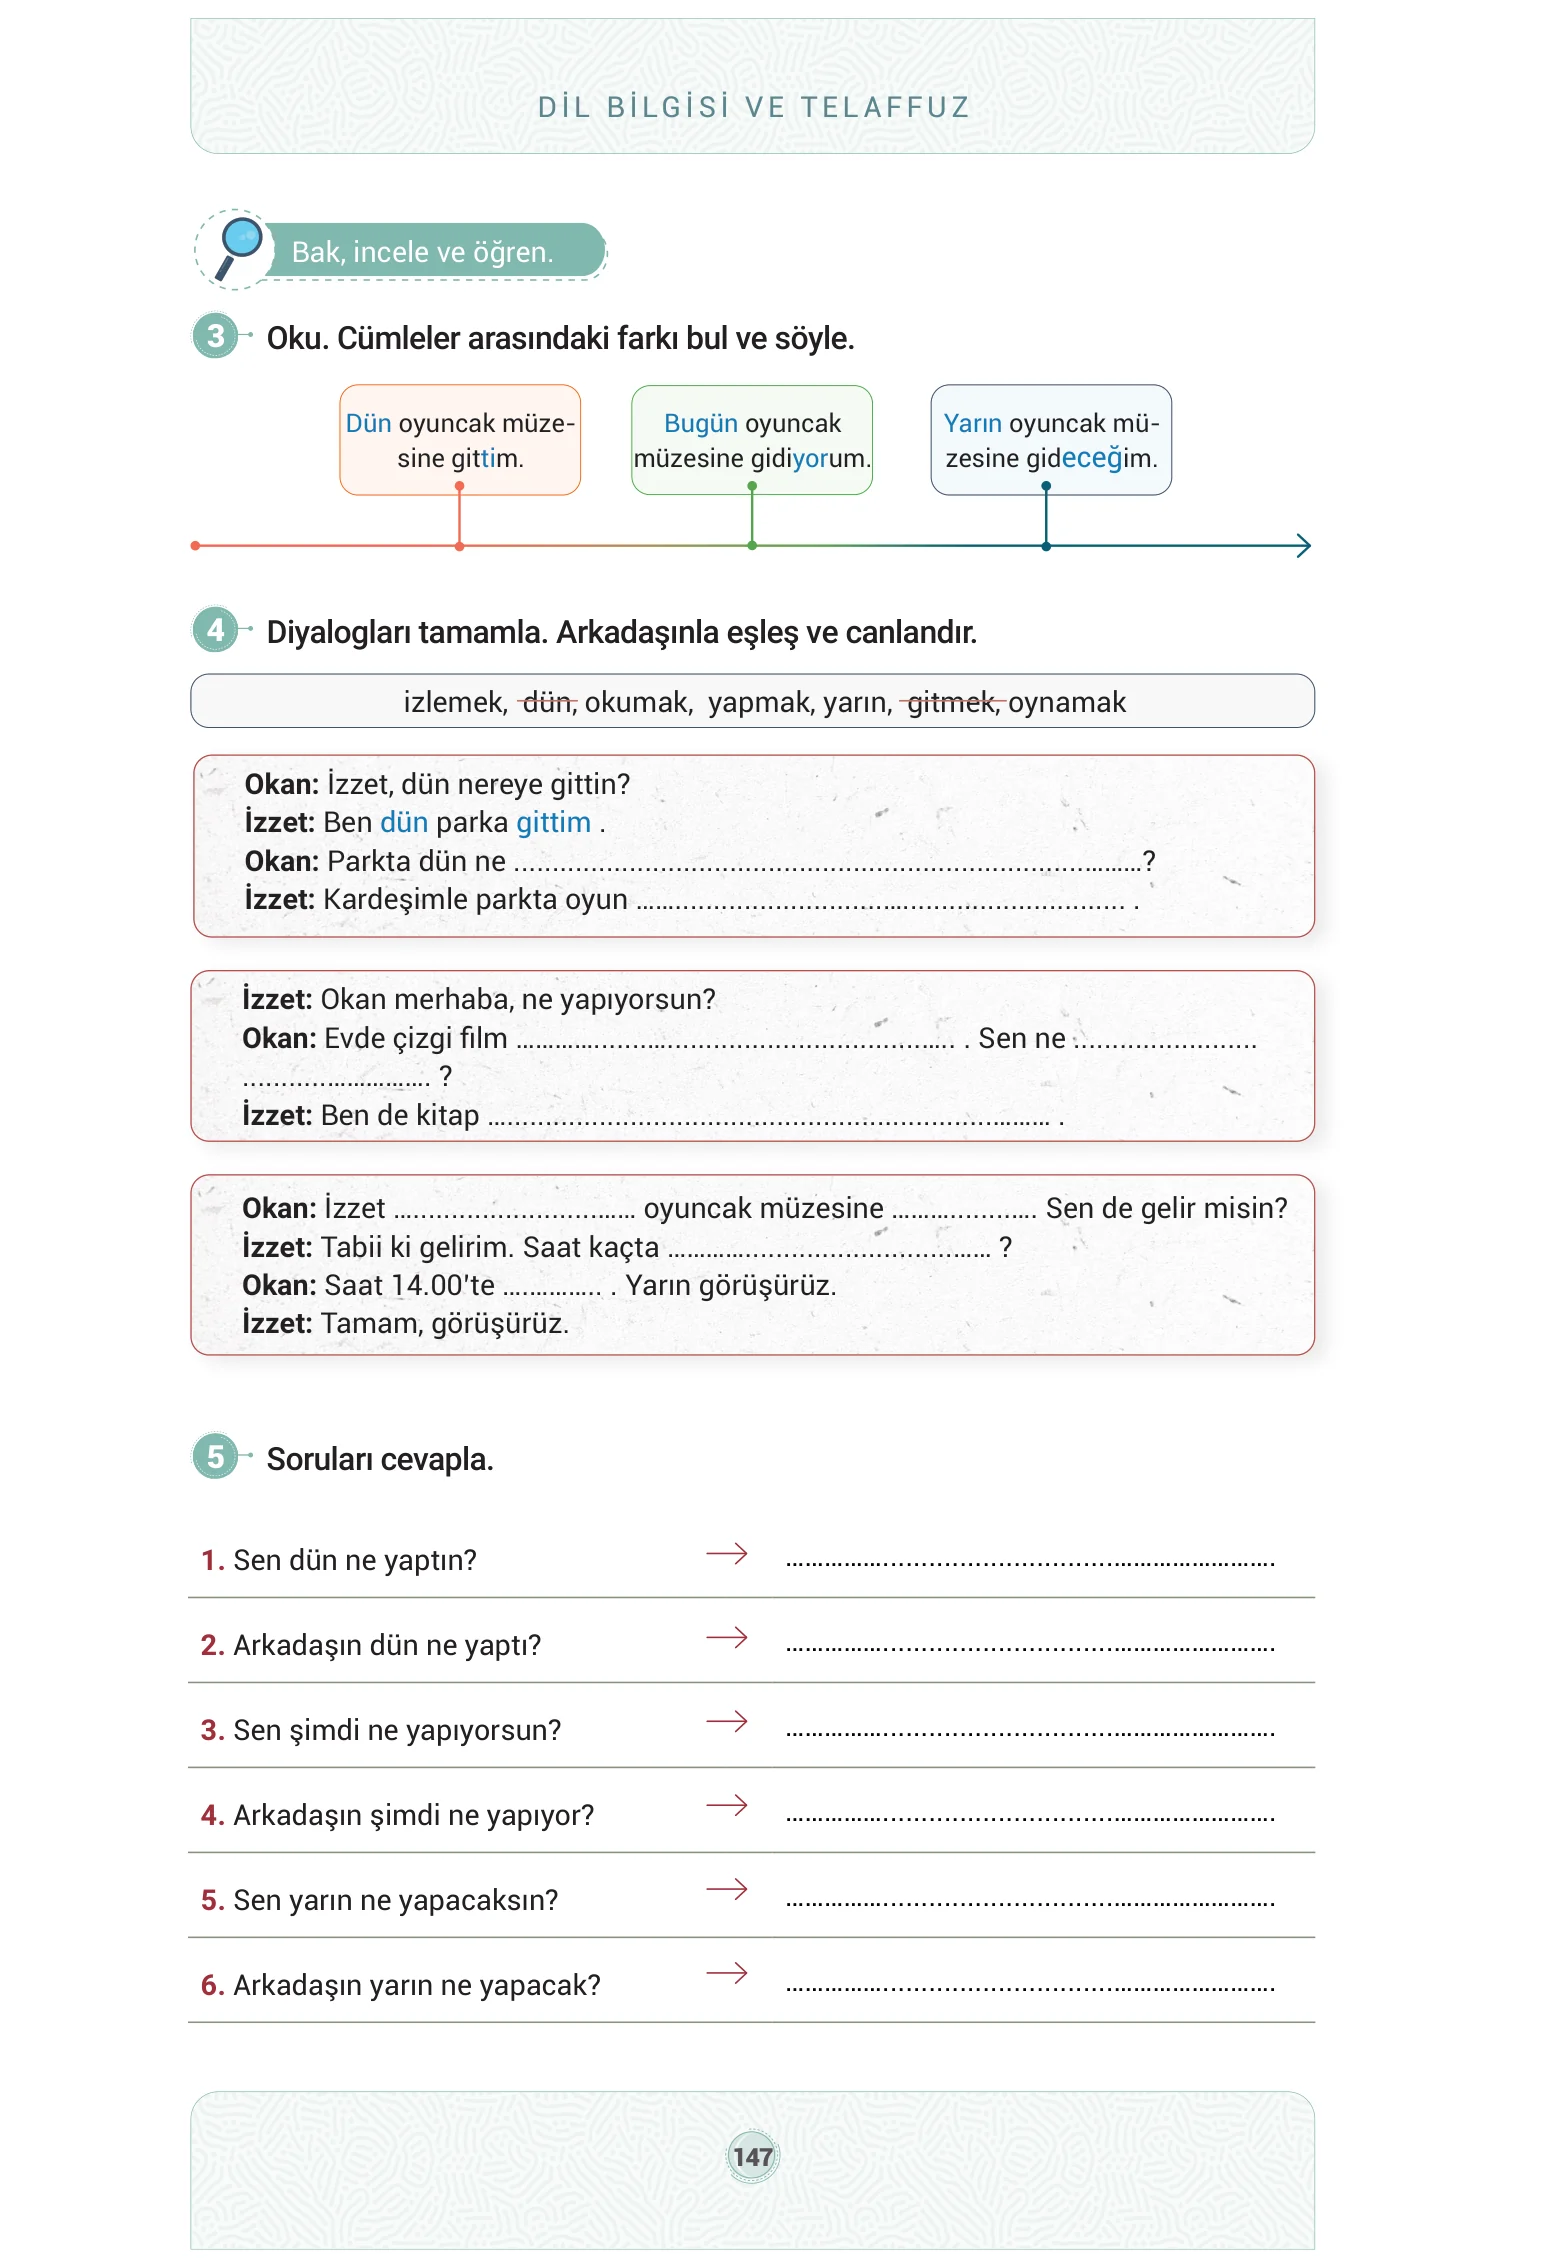 DİL BİLGİSİ VE TELAFFUZ
Bak, incele ve öğren.
3 Oku. Cümleler arasındaki farkı bul ve söyle.
Dün oyuncak müze-
sine gittim.
Bugün oyuncak
müzesine gidiyorum.
Yarın oyuncak mü-
zesine gideceğim.
4 Diyalogları tamamla. Arkadaşınla eşleş ve canlandır.
izlemek, dün, okumak, yapmak, yarın, gitmek, oynamak
Okan: İzzet, dün nereye gittin?
İzzet: Ben dün parka gittim .
Okan: Parkta dün ne ........................................?
İzzet: Kardeşimle parkta oyun ........................................ .
İzzet: Okan merhaba, ne yapıyorsun?
Okan: Evde çizgi film ........................................ . Sen ne ........................
........................ ?
İzzet: Ben de kitap ........................................ .
Okan: İzzet ................................ oyuncak müzesine .................... Sen de gelir misin?
İzzet: Tabii ki gelirim. Saat kaçta ........................................ ?
Okan: Saat 14.00'te .............. . Yarın görüşürüz.
İzzet: Tamam, görüşürüz.
5 Soruları cevapla.
1. Sen dün ne yaptın? → ........................................
2. Arkadaşın dün ne yaptı? → ........................................
3. Sen şimdi ne yapıyorsun? → ........................................
4. Arkadaşın şimdi ne yapıyor? → ........................................
5. Sen yarın ne yapacaksın? → ........................................
6. Arkadaşın yarın ne yapacak? → ........................................
147